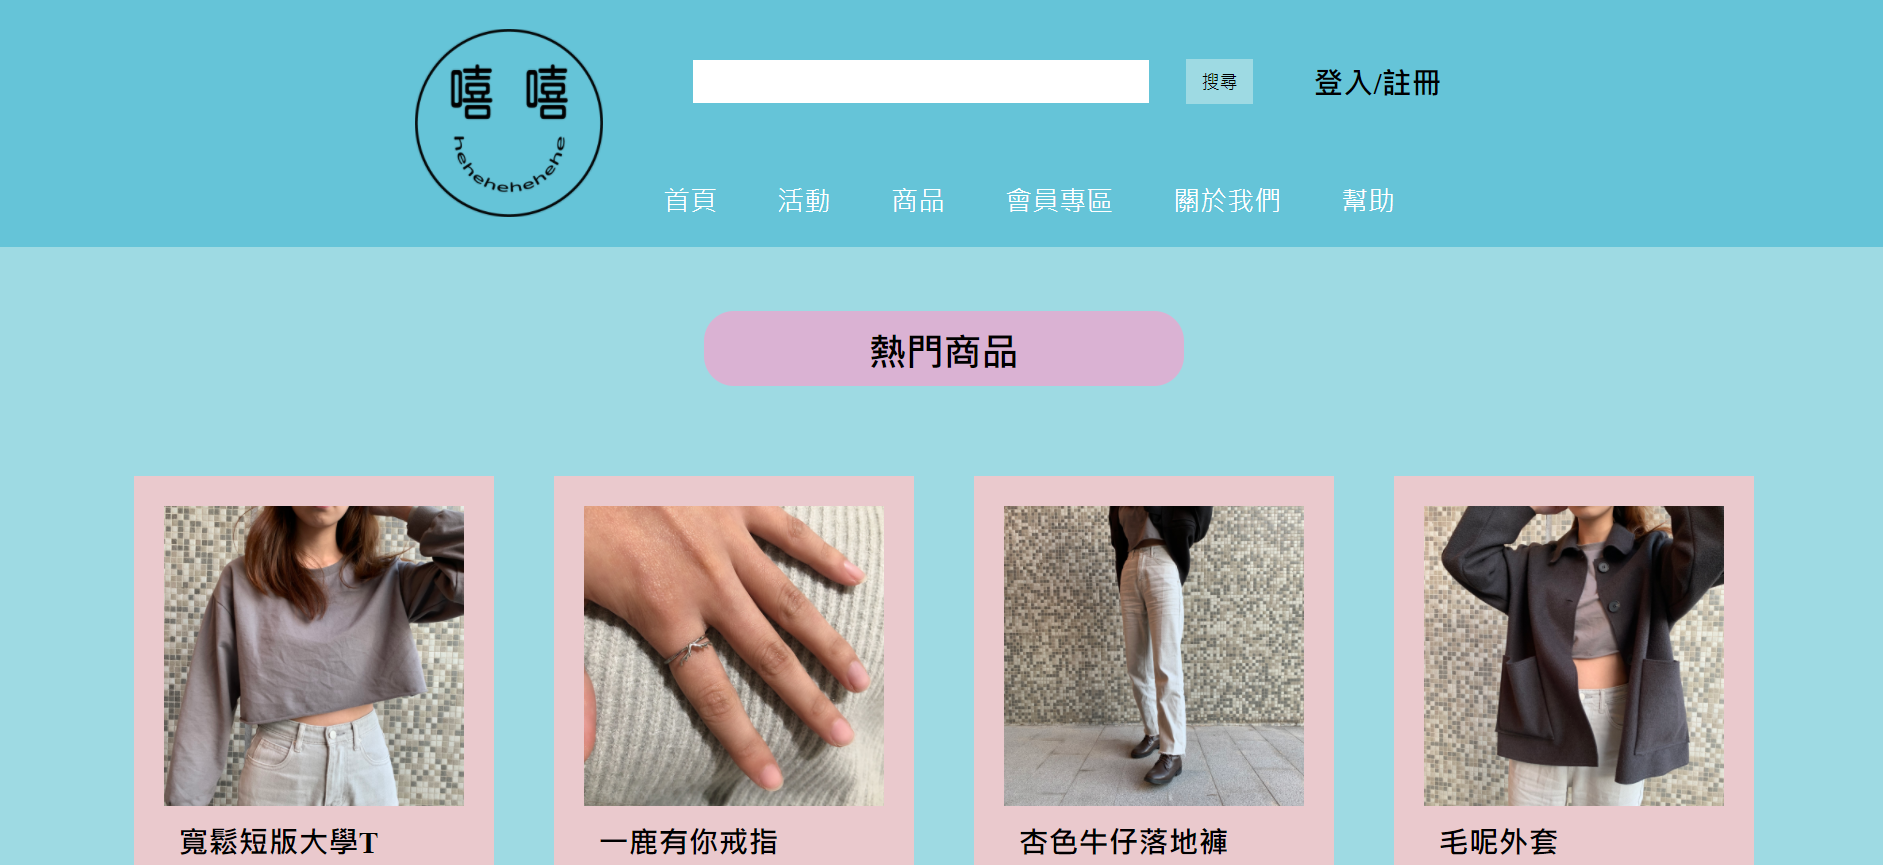 嘻 嘻
hehehehehehe
搜尋
登入/註冊
首頁 活動 商品 會員專區 關於我們 幫助
熱門商品
寬鬆短版大學T
一鹿有你戒指
杏色牛仔落地褲
毛呢外套